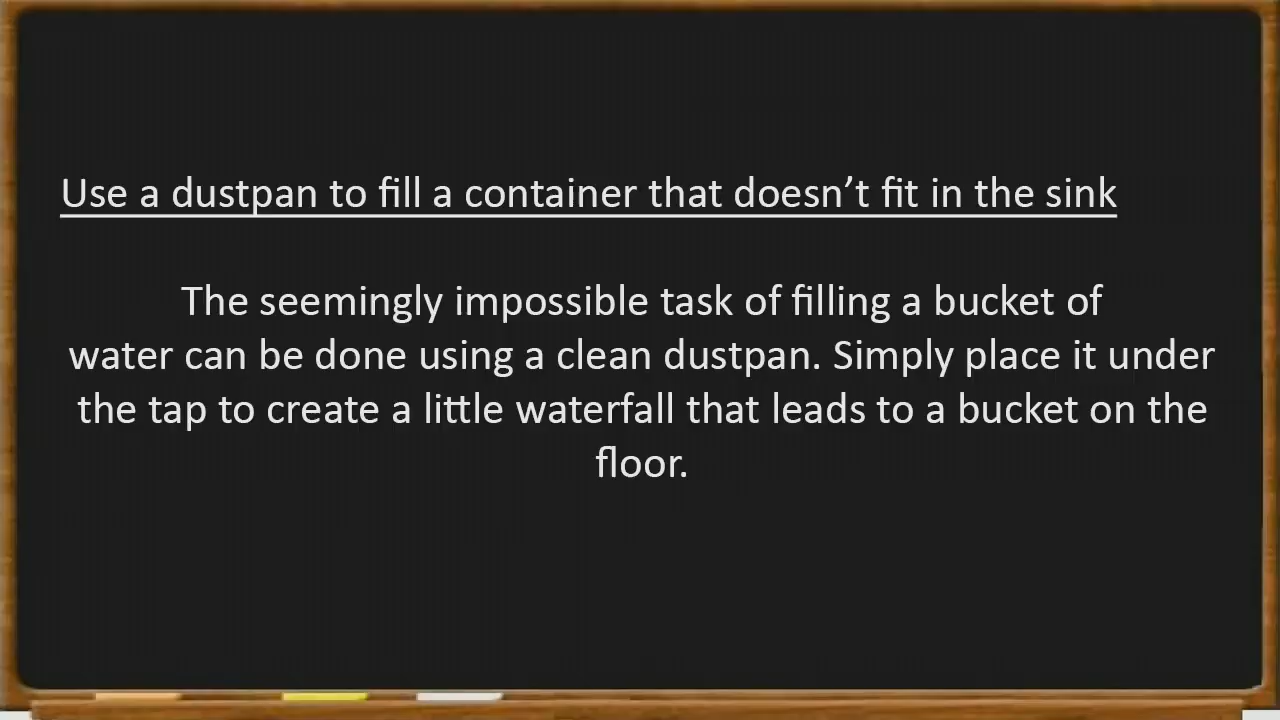 Use a dustpan to fill a container that doesn’t fit in the sink
The seemingly impossible task of filling a bucket of
water can be done using a clean dustpan. Simply place it under
the tap to create a little waterfall that leads to a bucket on the
floor.